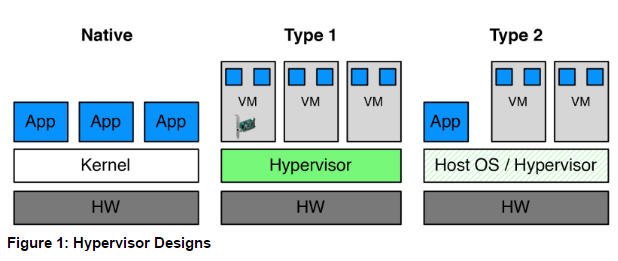 Native
Type 1
Type 2
VM
VM
VM
VM
VM
App
App
App
App
Kernel
Hypervisor
Host OS / Hypervisor
HW
HW
HW
Figure 1: Hypervisor Designs